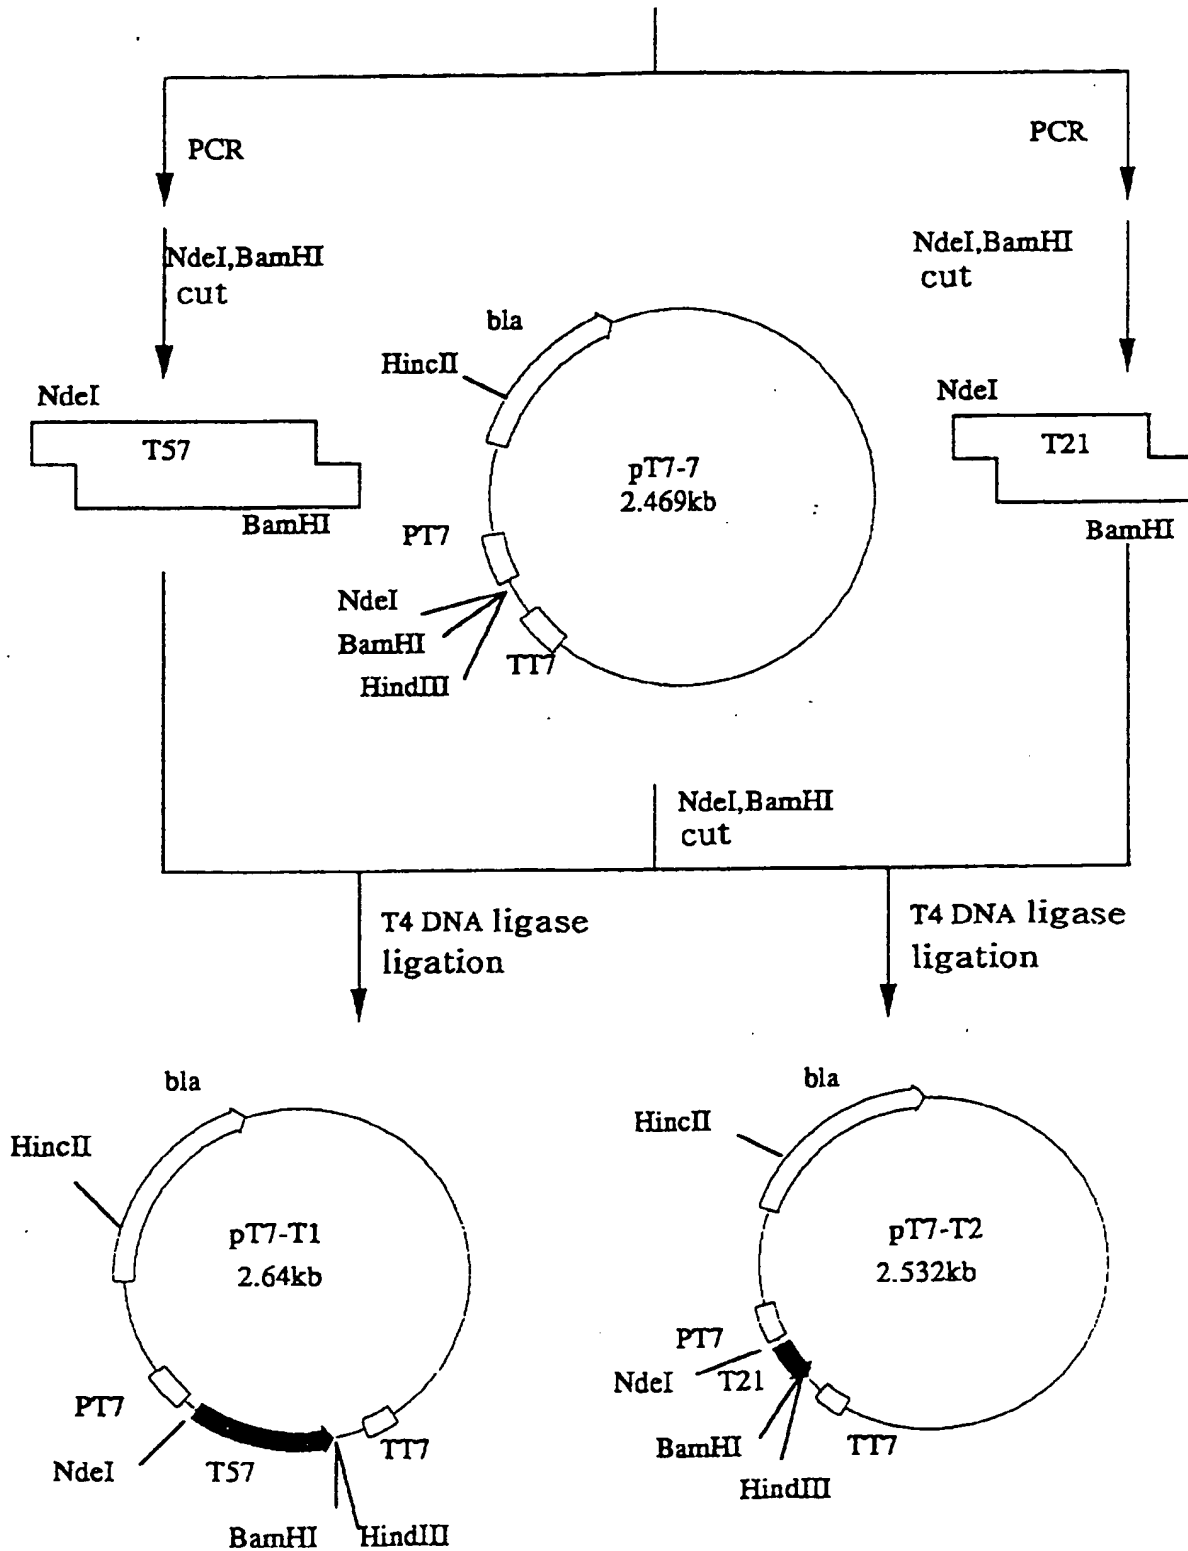 PCR
PCR
NdeI,BamHI
cut
NdeI,BamHI
cut
bla
HincII
NdeI
T57
BamHI
NdeI
T21
BamHI
pT7-7
2.469kb
PT7
NdeI
BamHI
HindIII
TT7
NdeI,BamHI
cut
T4 DNA ligase
ligation
T4 DNA ligase
ligation
bla
HincII
pT7-T1
2.64kb
PT7
NdeI
T57
BamHI
HindIII
TT7
bla
HincII
pT7-T2
2.532kb
PT7
NdeI
T21
BamHI
HindIII
TT7